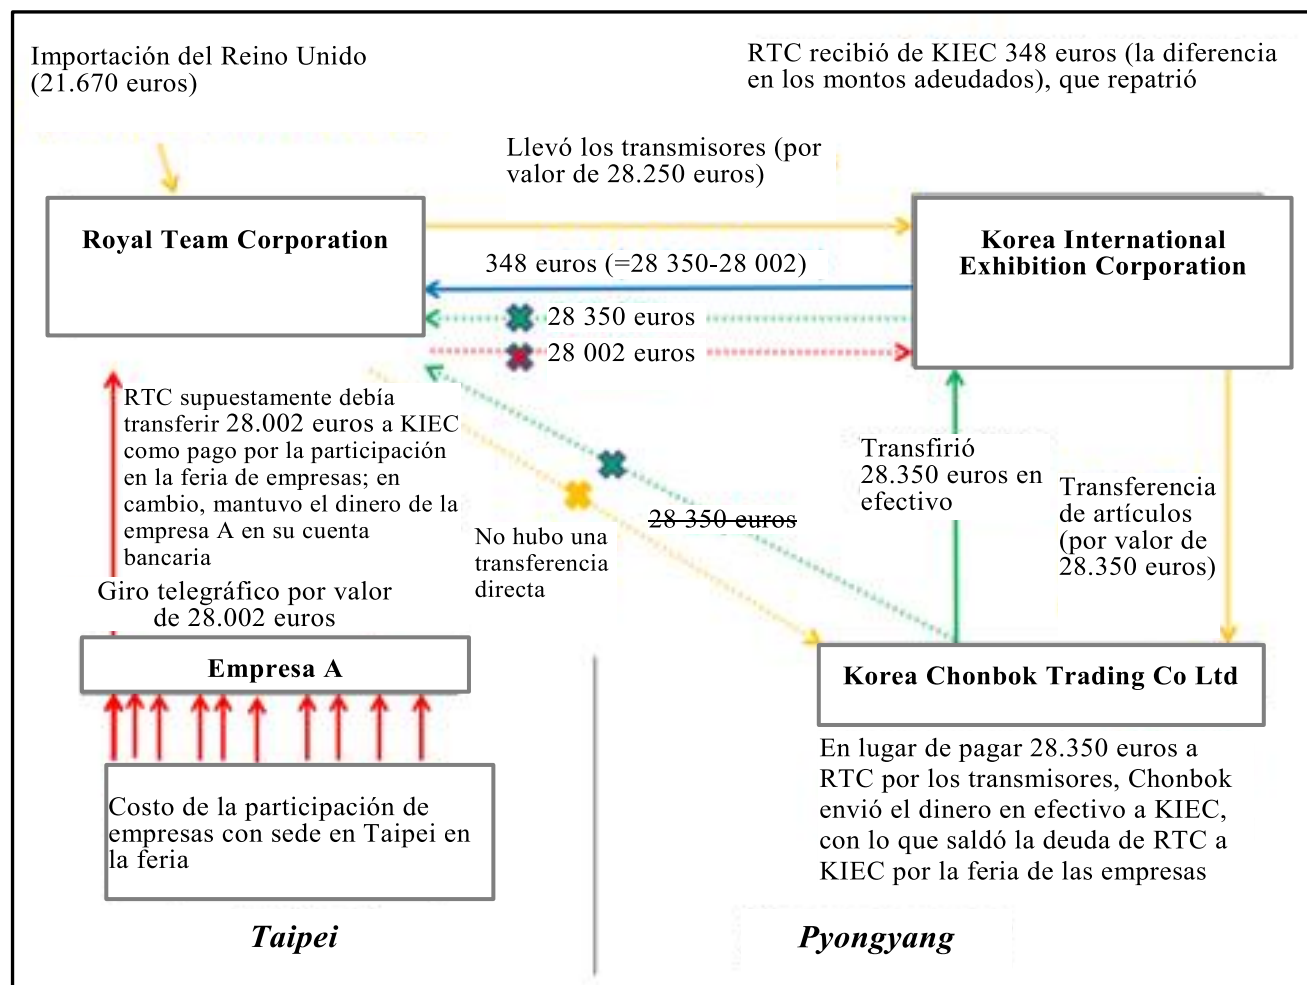 Importación del Reino Unido
(21.670 euros)
RTC recibió de KIEC 348 euros (la diferencia
en los montos adeudados), que repatrió
Llevó los transmisores (por
valor de 28.250 euros)
Royal Team Corporation
Korea International
Exhibition Corporation
348 euros (=28 350-28 002)
28 350 euros
28 002 euros
RTC supuestamente debía
transferir 28.002 euros a KIEC
como pago por la participación
en la feria de empresas; en
cambio, mantuvo el dinero de la
empresa A en su cuenta
bancaria
Transfirió
28.350 euros en
efectivo
Transferencia
de artículos
(por valor de
28.350 euros)
28 350 euros
No hubo una
transferencia
directa
Giro telegráfico por valor
de 28.002 euros
Empresa A
Korea Chonbok Trading Co Ltd
En lugar de pagar 28.350 euros a
RTC por los transmisores, Chonbok
envió el dinero en efectivo a KIEC,
con lo que saldó la deuda de RTC a
KIEC por la feria de las empresas
Costo de la participación de
empresas con sede en Taipei en
la feria
Taipei
Pyongyang